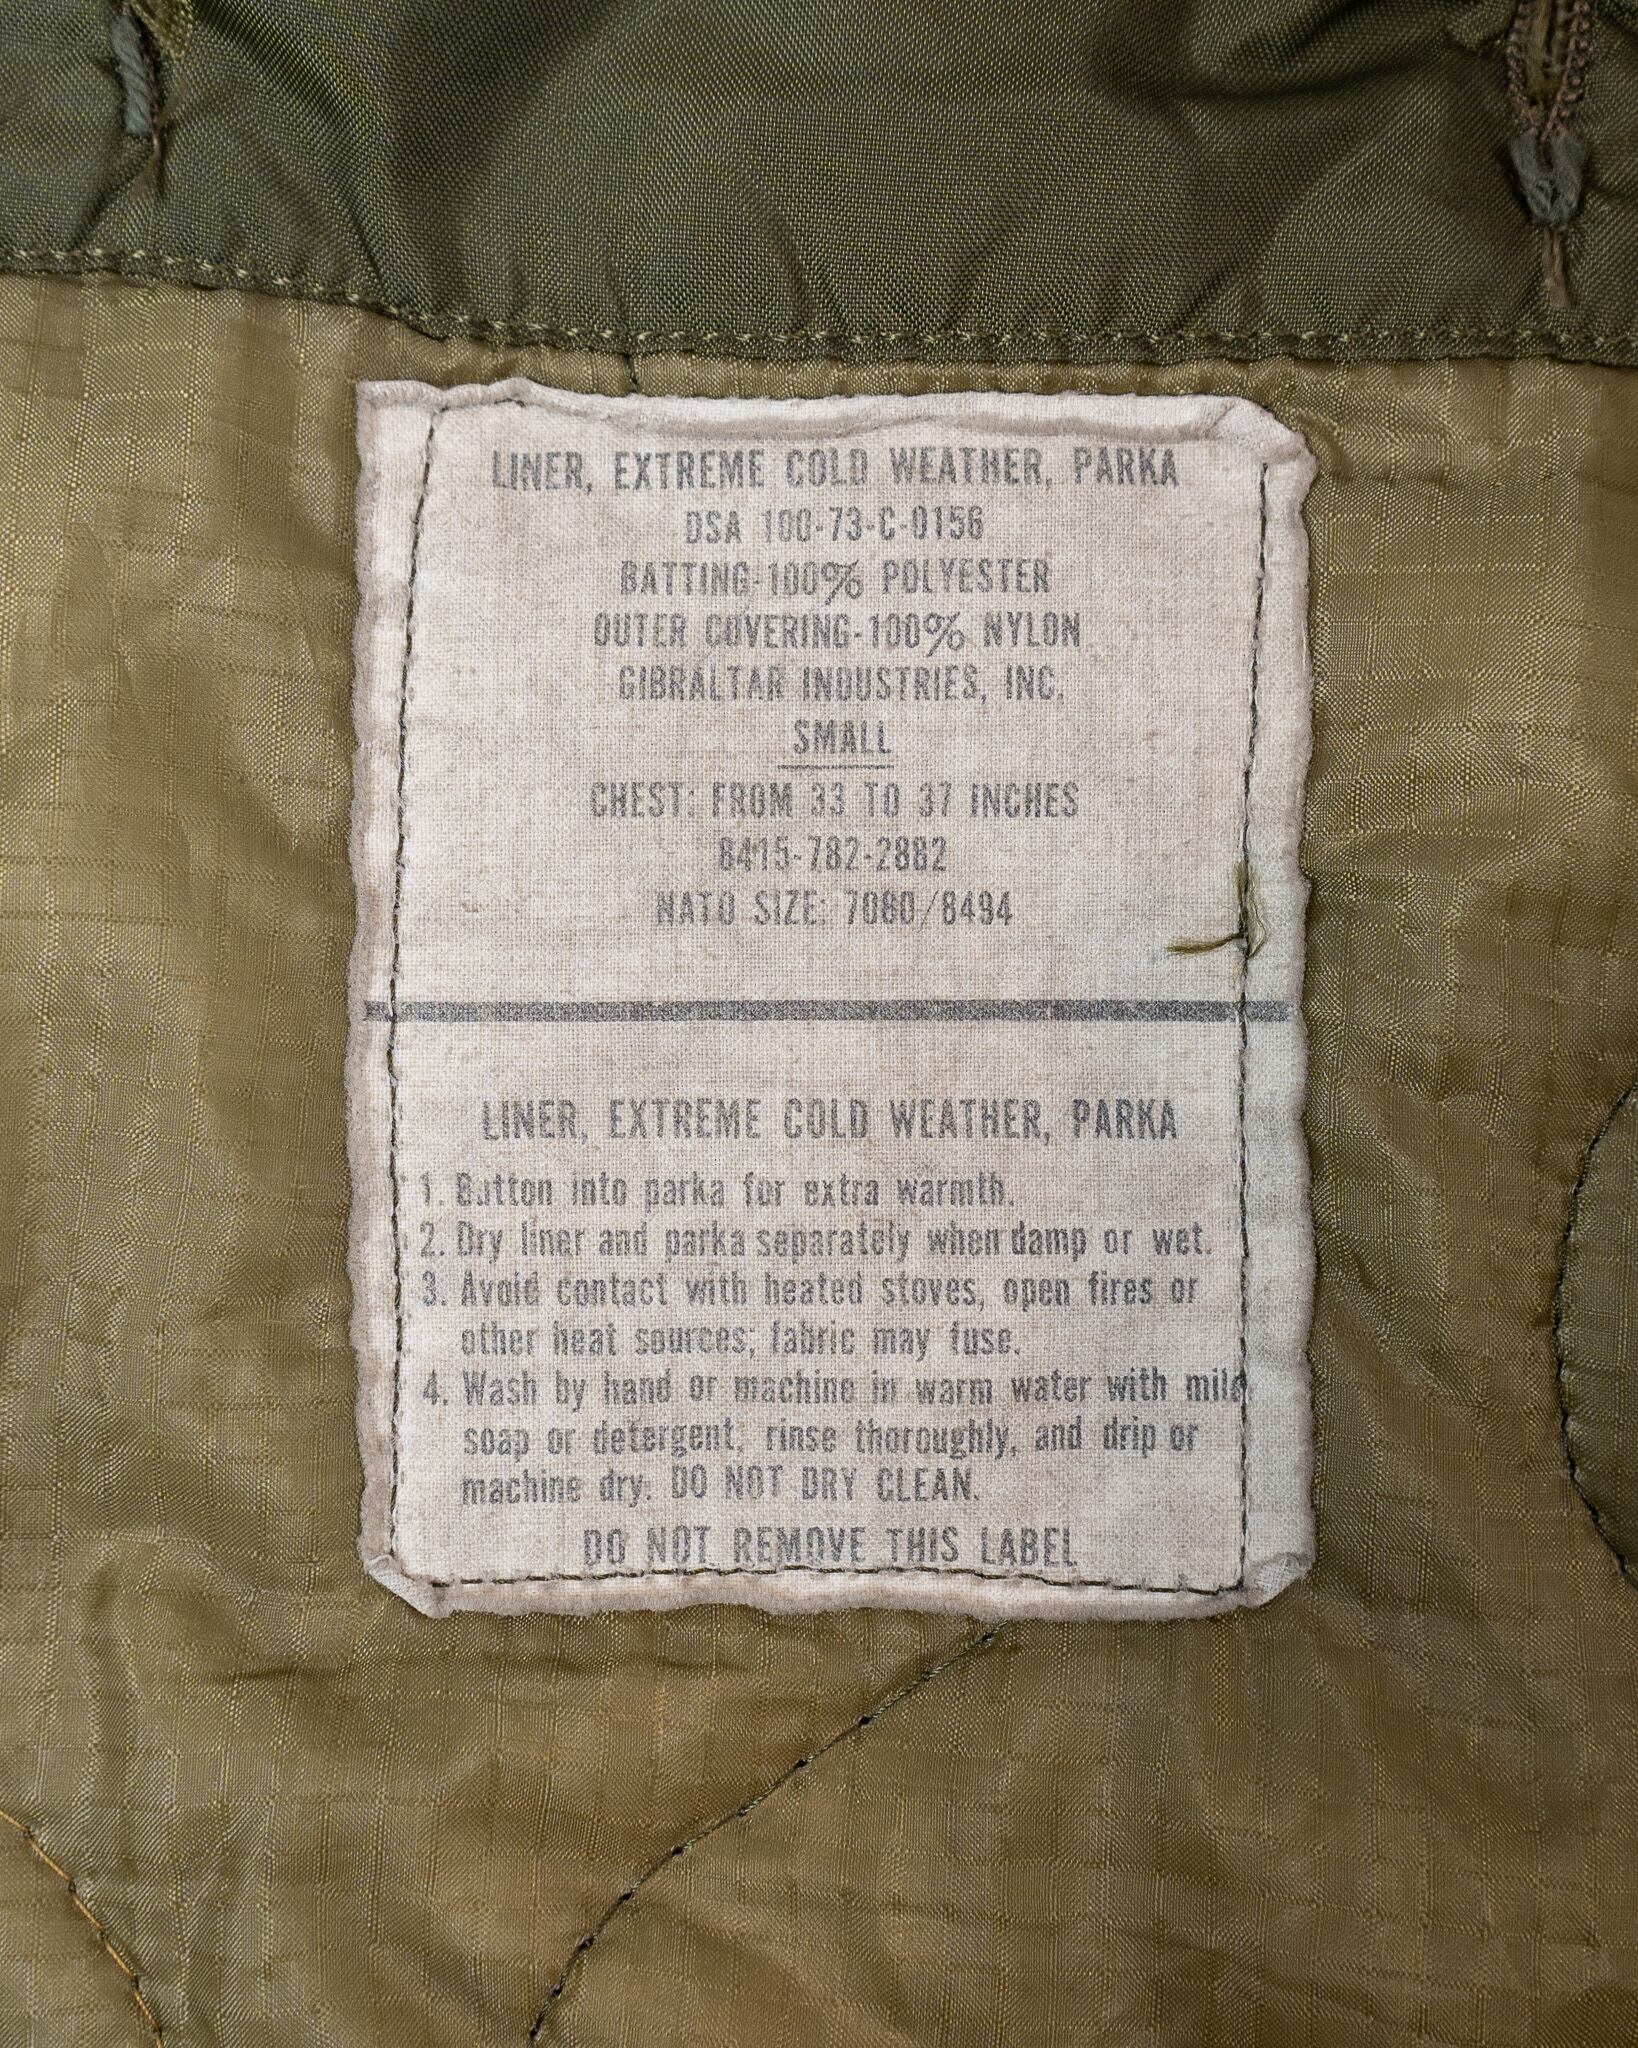 LINER, EXTREME COLD WEATHER, PARKA
DSA 100-73-C-0156
BATTING-100% POLYESTER
OUTER COVERING-100% NYLON
GIBRALTAR INDUSTRIES, INC.
SMALL
CHEST: FROM 33 TO 37 INCHES
8415-782-2882
NATO SIZE: 7080/8494
LINER, EXTREME COLD WEATHER, PARKA
1. Button into parka for extra warmth.
2. Dry liner and parka separately when damp or wet.
3. Avoid contact with heated stoves, open fires or
other heat sources; fabric may fuse.
4. Wash by hand or machine in warm water with mild
soap or detergent; rinse thoroughly, and drip or
machine dry. DO NOT DRY CLEAN.
DO NOT REMOVE THIS LABEL